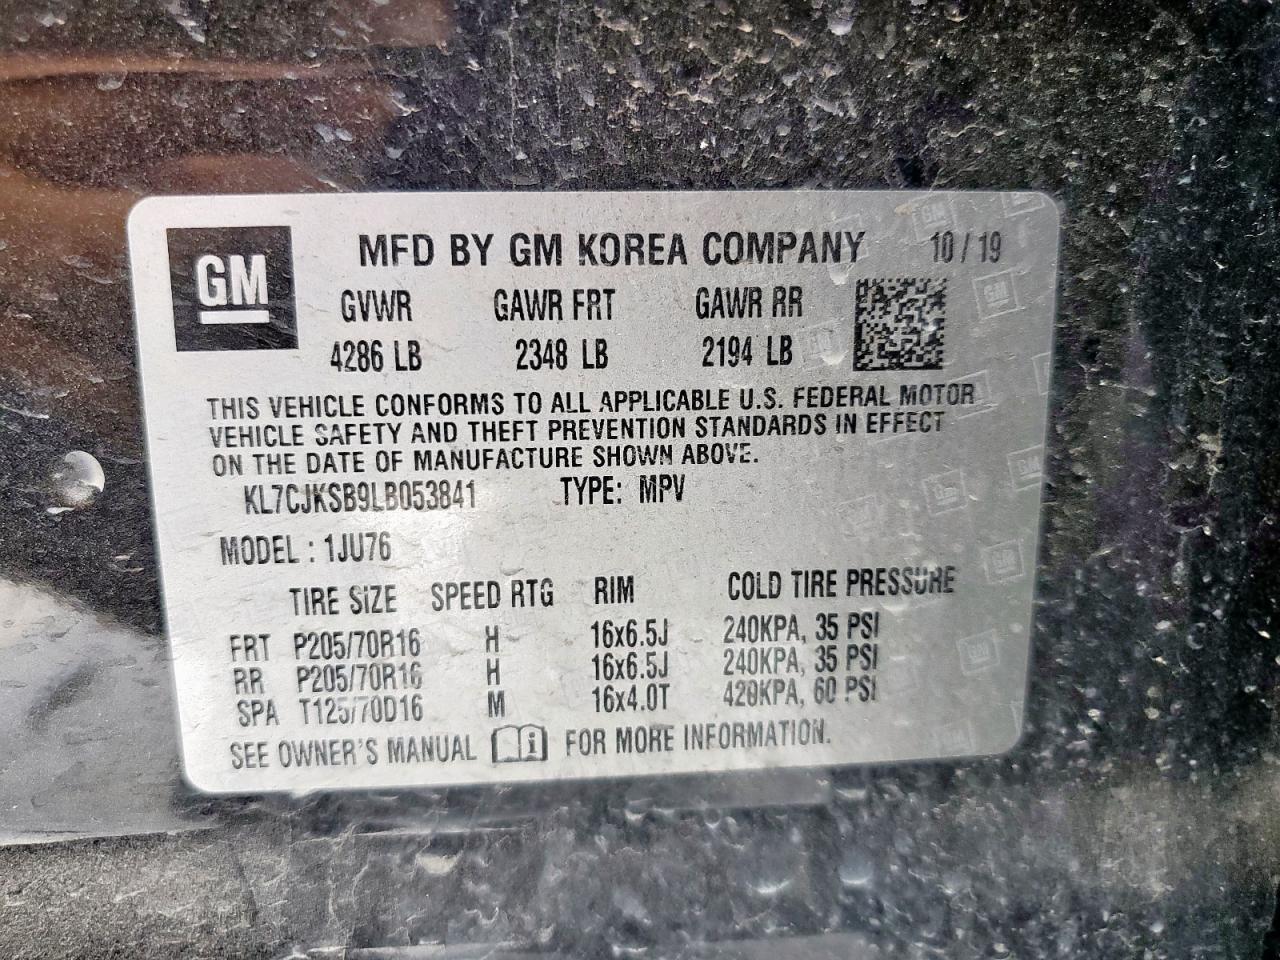 GM
MFD BY GM KOREA COMPANY 10/19
GVWR GAWR FRT GAWR RR
4286 LB 2348 LB 2194 LB
THIS VEHICLE CONFORMS TO ALL APPLICABLE U.S. FEDERAL MOTOR
VEHICLE SAFETY AND THEFT PREVENTION STANDARDS IN EFFECT
ON THE DATE OF MANUFACTURE SHOWN ABOVE.
KL7CJKSB9LB053841 TYPE: MPV
MODEL : 1JU76
TIRE SIZE SPEED RTG RIM COLD TIRE PRESSURE
FRT P205/70R16 H 16x6.5J 240KPA, 35 PSI
RR P205/70R16 H 16x6.5J 240KPA, 35 PSI
SPA T125/70D16 M 16x4.0T 420KPA, 60 PSI
SEE OWNER'S MANUAL i FOR MORE INFORMATION.